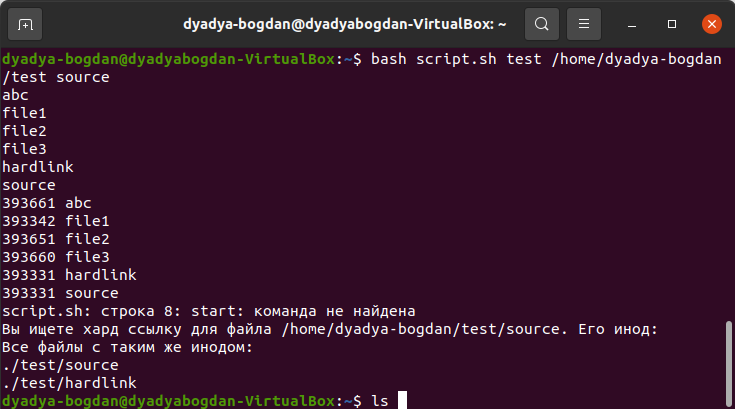 dyadya-bogdan@dyadyabogdan-VirtualBox: ~
dyadya-bogdan@dyadyabogdan-VirtualBox:~$ bash script.sh test /home/dyadya-bogdan
/test source
abc
file1
file2
file3
hardlink
source
393661 abc
393342 file1
393651 file2
393660 file3
393331 hardlink
393331 source
script.sh: строка 8: start: команда не найдена
Вы ищете хард ссылку для файла /home/dyadya-bogdan/test/source. Его инод:
Все файлы с таким же инодом:
./test/source
./test/hardlink
dyadya-bogdan@dyadyabogdan-VirtualBox:~$ ls